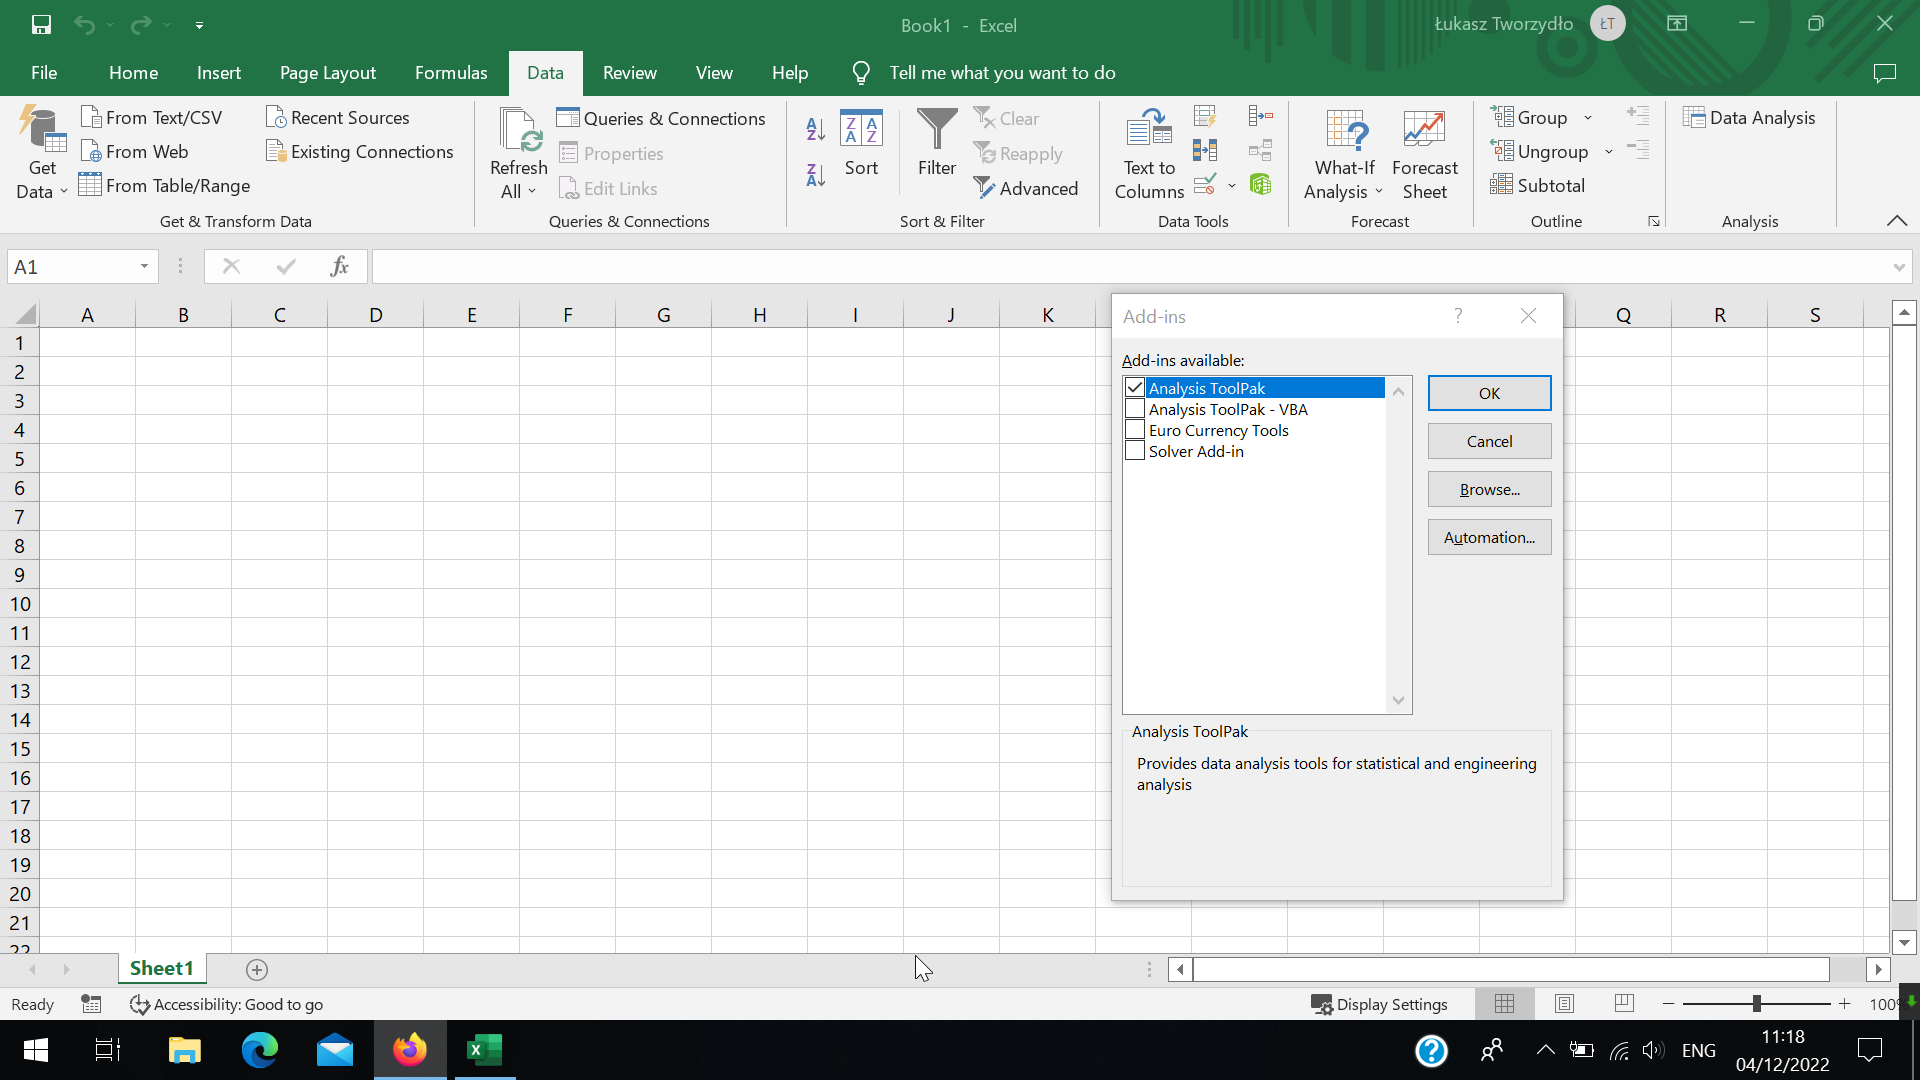 Book1 - Excel
Łukasz Tworzydło ŁT
File Home Insert Page Layout Formulas Data Review View Help Tell me what you want to do
Get Data
From Text/CSV
From Web
From Table/Range
Recent Sources
Existing Connections
Get & Transform Data
Refresh All
Queries & Connections
Properties
Edit Links
Queries & Connections
Sort
Filter
Clear
Reapply
Advanced
Sort & Filter
Text to Columns
Data Tools
What-If Analysis
Forecast Sheet
Forecast
Group
Ungroup
Subtotal
Outline
Data Analysis
Analysis
A1
fx
A B C D E F G H I J K Q R S
1
2
3
4
5
6
7
8
9
10
11
12
13
14
15
16
17
18
19
20
21
22
Add-ins ?
Add-ins available:
Analysis ToolPak
Analysis ToolPak - VBA
Euro Currency Tools
Solver Add-in
OK
Cancel
Browse...
Automation...
Analysis ToolPak
Provides data analysis tools for statistical and engineering
analysis
Sheet1
Ready Accessibility: Good to go Display Settings 100%
ENG
11:18
04/12/2022